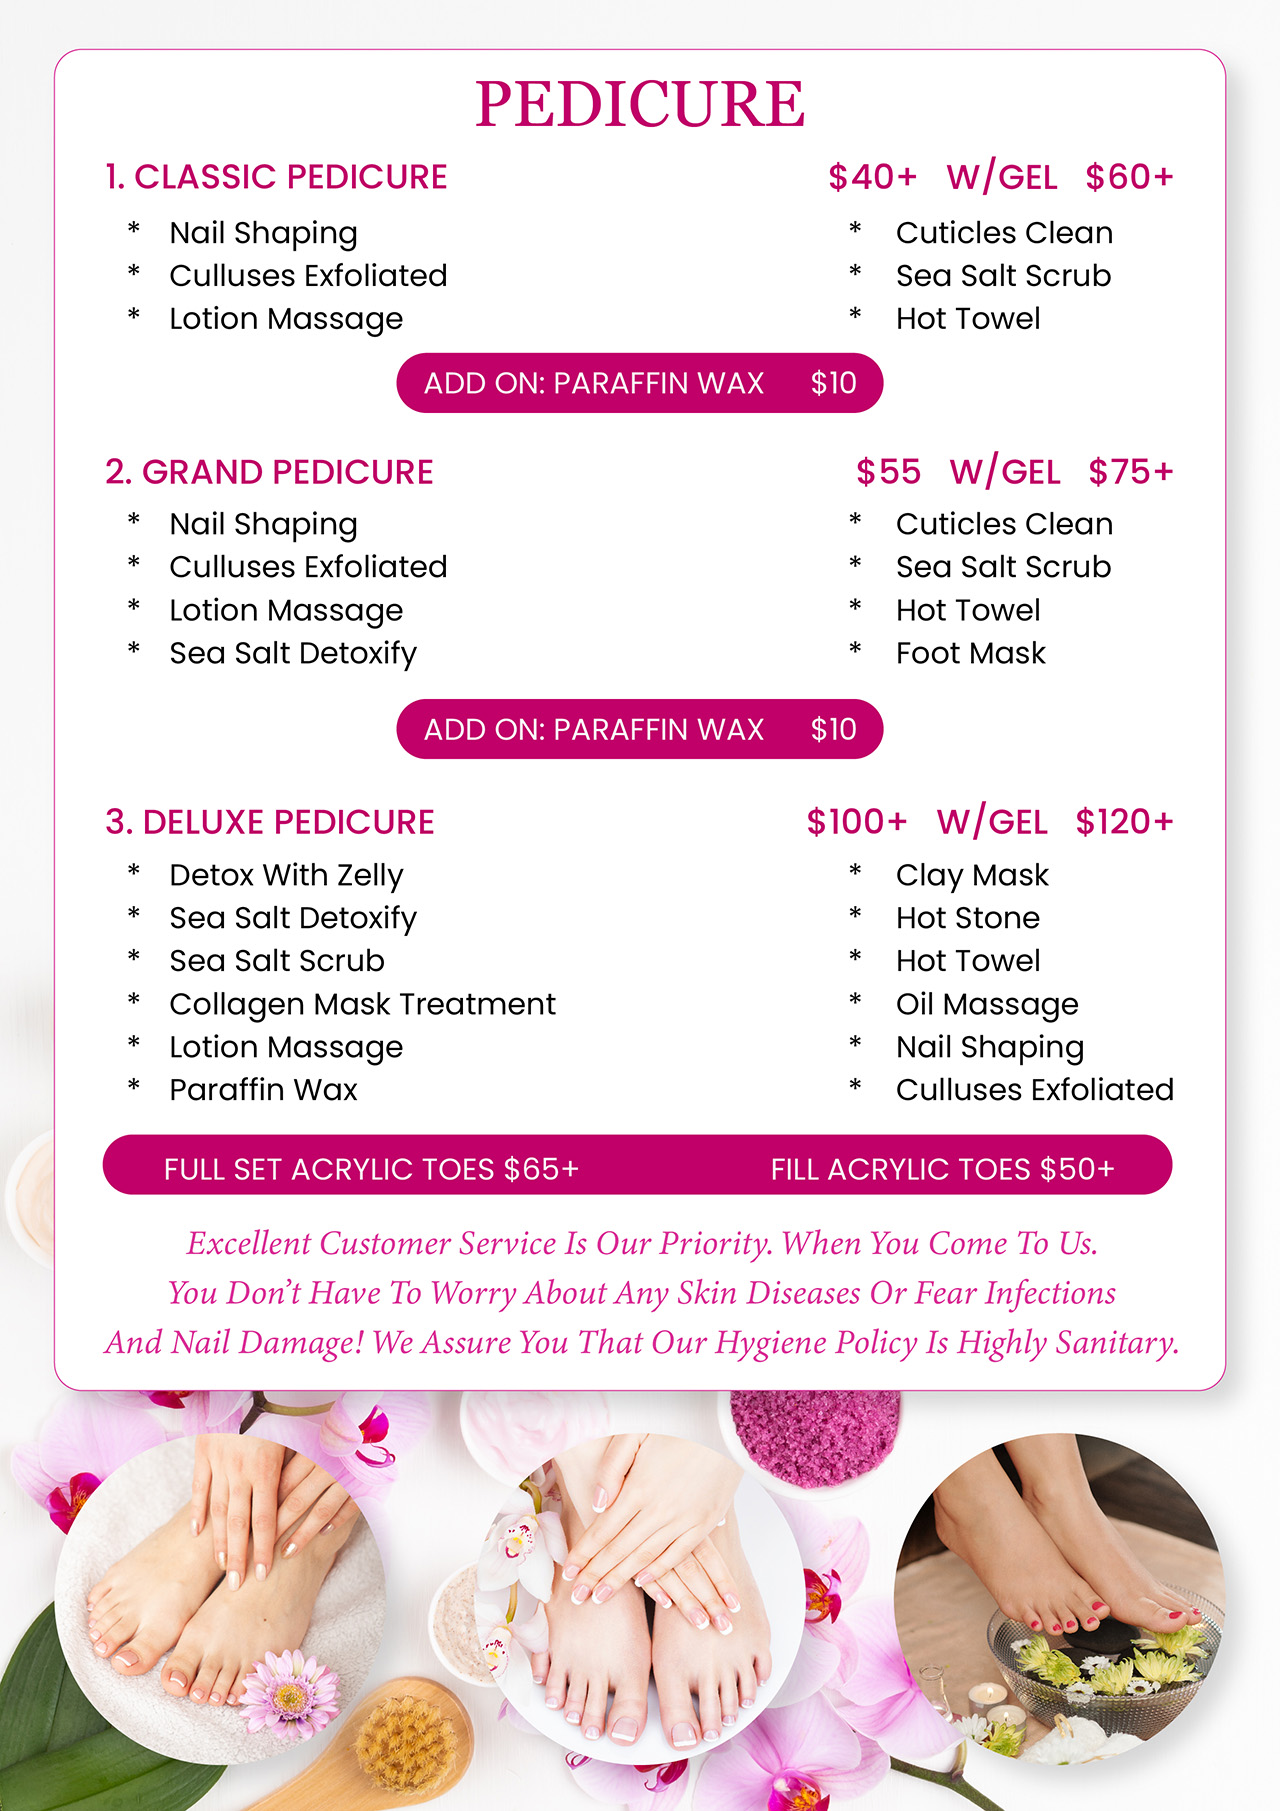 PEDICURE
1. CLASSIC PEDICURE $40+ W/GEL $60+
* Nail Shaping * Cuticles Clean
* Culluses Exfoliated * Sea Salt Scrub
* Lotion Massage * Hot Towel
ADD ON: PARAFFIN WAX $10
2. GRAND PEDICURE $55 W/GEL $75+
* Nail Shaping * Cuticles Clean
* Culluses Exfoliated * Sea Salt Scrub
* Lotion Massage * Hot Towel
* Sea Salt Detoxify * Foot Mask
ADD ON: PARAFFIN WAX $10
3. DELUXE PEDICURE $100+ W/GEL $120+
* Detox With Zelly * Clay Mask
* Sea Salt Detoxify * Hot Stone
* Sea Salt Scrub * Hot Towel
* Collagen Mask Treatment * Oil Massage
* Lotion Massage * Nail Shaping
* Paraffin Wax * Culluses Exfoliated
FULL SET ACRYLIC TOES $65+ FILL ACRYLIC TOES $50+
Excellent Customer Service Is Our Priority. When You Come To Us.
You Don’t Have To Worry About Any Skin Diseases Or Fear Infections
And Nail Damage! We Assure You That Our Hygiene Policy Is Highly Sanitary.